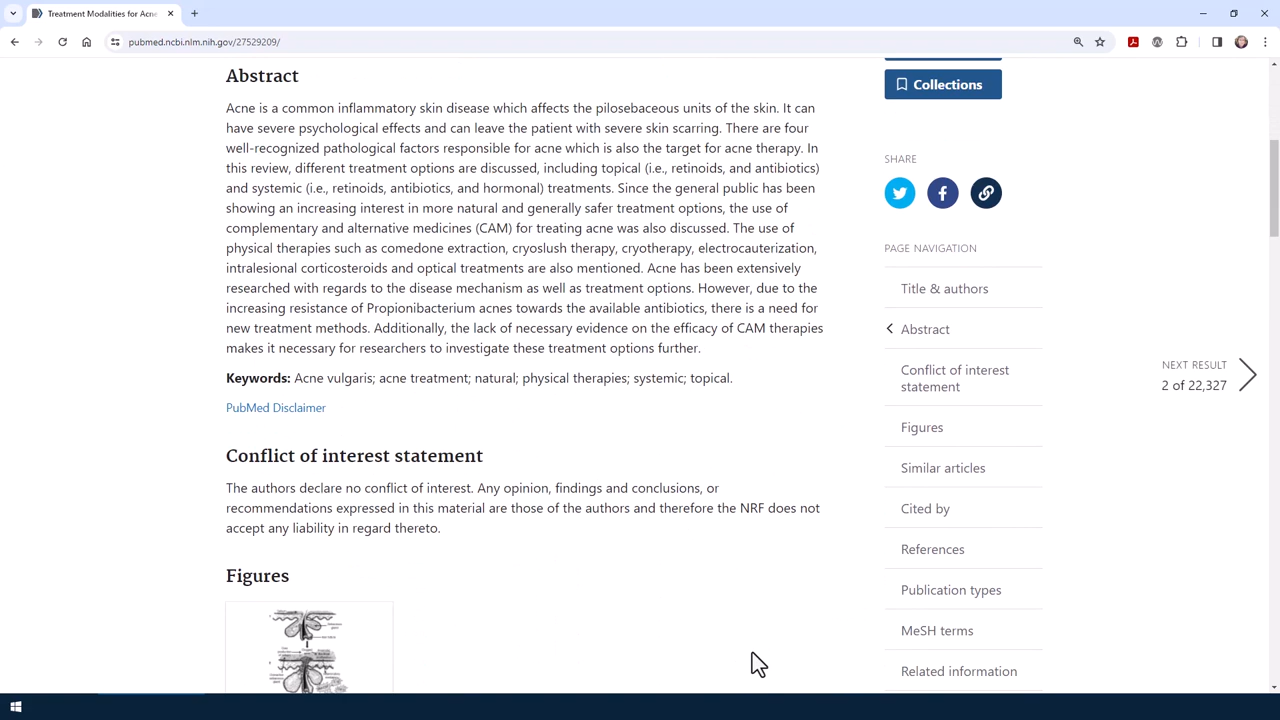 Treatment Modalities for Acne
pubmed.ncbi.nlm.nih.gov/27529209/
Abstract
Acne is a common inflammatory skin disease which affects the pilosebaceous units of the skin. It can
have severe psychological effects and can leave the patient with severe skin scarring. There are four
well-recognized pathological factors responsible for acne which is also the target for acne therapy. In
this review, different treatment options are discussed, including topical (i.e., retinoids, and antibiotics)
and systemic (i.e., retinoids, antibiotics, and hormonal) treatments. Since the general public has been
showing an increasing interest in more natural and generally safer treatment options, the use of
complementary and alternative medicines (CAM) for treating acne was also discussed. The use of
physical therapies such as comedone extraction, cryoslush therapy, cryotherapy, electrocauterization,
intralesional corticosteroids and optical treatments are also mentioned. Acne has been extensively
researched with regards to the disease mechanism as well as treatment options. However, due to the
increasing resistance of Propionibacterium acnes towards the available antibiotics, there is a need for
new treatment methods. Additionally, the lack of necessary evidence on the efficacy of CAM therapies
makes it necessary for researchers to investigate these treatment options further.
Keywords: Acne vulgaris; acne treatment; natural; physical therapies; systemic; topical.
PubMed Disclaimer
Conflict of interest statement
The authors declare no conflict of interest. Any opinion, findings and conclusions, or
recommendations expressed in this material are those of the authors and therefore the NRF does not
accept any liability in regard thereto.
Figures
Collections
SHARE
PAGE NAVIGATION
Title & authors
Abstract
Conflict of interest
statement
Figures
Similar articles
Cited by
References
Publication types
MeSH terms
Related information
NEXT RESULT
2 of 22,327